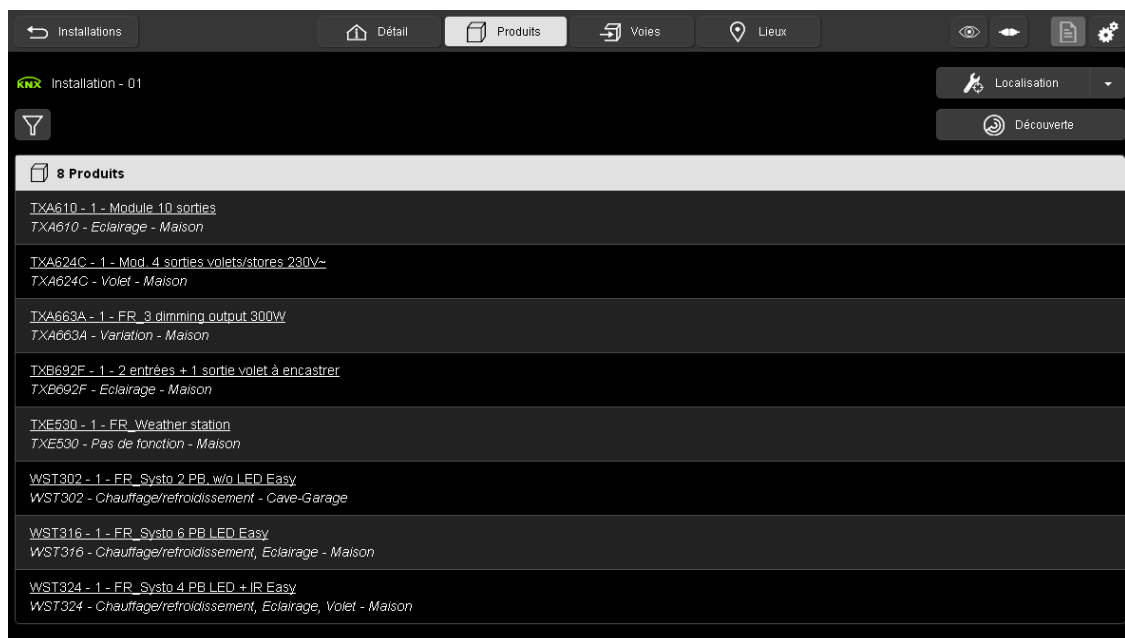 Installations
Détail
Produits
Voies
Lieux
KNX Installation - 01
Localisation
Découverte
8 Produits
TXA610 - 1 - Module 10 sorties
TXA610 - Eclairage - Maison
TXA624C - 1 - Mod. 4 sorties volets/stores 230V~
TXA624C - Volet - Maison
TXA663A - 1 - FR_3 dimming output 300W
TXA663A - Variation - Maison
TXB692F - 1 - 2 entrées + 1 sortie volet à encastrer
TXB692F - Eclairage - Maison
TXE530 - 1 - FR_Weather station
TXE530 - Pas de fonction - Maison
WST302 - 1 - FR_Systo 2 PB, w/o LED Easy
WST302 - Chauffage/refroidissement - Cave-Garage
WST316 - 1 - FR_Systo 6 PB LED Easy
WST316 - Chauffage/refroidissement, Eclairage - Maison
WST324 - 1 - FR_Systo 4 PB LED + IR Easy
WST324 - Chauffage/refroidissement, Eclairage, Volet - Maison